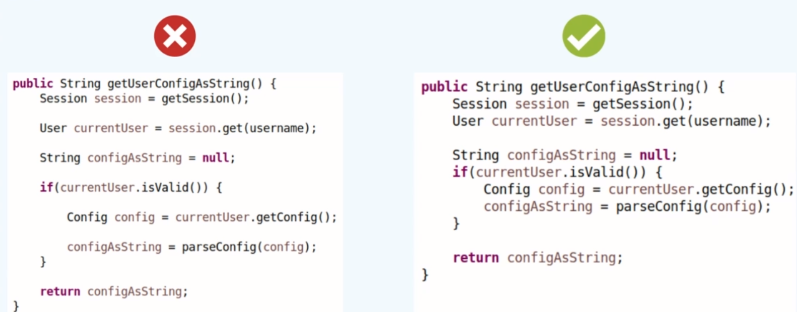 public String getUserConfigAsString() {
    Session session = getSession();

    User currentUser = session.get(username);

    String configAsString = null;

    if(currentUser.isValid()) {

        Config config = currentUser.getConfig();

        configAsString = parseConfig(config);
    }

    return configAsString;
}
public String getUserConfigAsString() {
    Session session = getSession();
    User currentUser = session.get(username);

    String configAsString = null;
    if(currentUser.isValid()) {
        Config config = currentUser.getConfig();
        configAsString = parseConfig(config);
    }

    return configAsString;
}